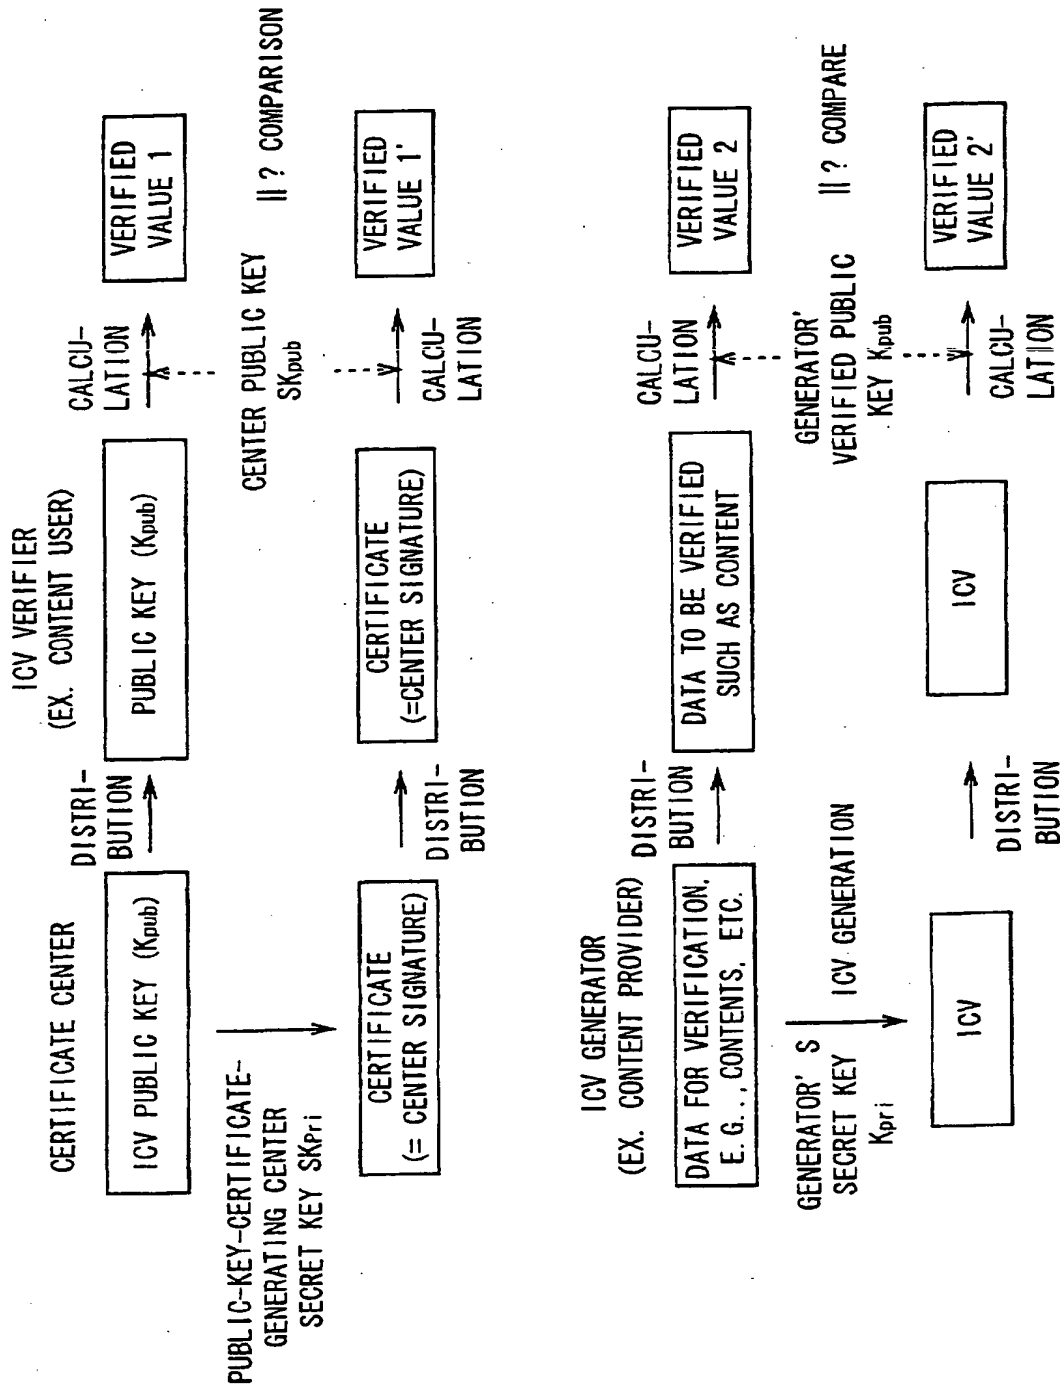 CERTIFICATE CENTER
ICV PUBLIC KEY (Kpub)
DISTRI-
BUTION
ICV VERIFIER
(EX. CONTENT USER)
PUBLIC KEY (Kpub)
CALCU-
LATION
VERIFIED
VALUE 1
PUBLIC-KEY-CERTIFICATE-
GENERATING CENTER
SECRET KEY SKpri
CENTER PUBLIC KEY
SKpub
||? COMPARISON
CERTIFICATE
(= CENTER SIGNATURE)
DISTRI-
BUTION
CERTIFICATE
(=CENTER SIGNATURE)
CALCU-
LATION
VERIFIED
VALUE 1'
ICV GENERATOR
(EX. CONTENT PROVIDER)
DATA FOR VERIFICATION,
E.G.., CONTENTS, ETC.
DISTRI-
BUTION
DATA TO BE VERIFIED
SUCH AS CONTENT
CALCU-
LATION
VERIFIED
VALUE 2
GENERATOR' S
SECRET KEY
Kpri
ICV GENERATION
GENERATOR'
VERIFIED PUBLIC
KEY Kpub
||? COMPARE
ICV
DISTRI-
BUTION
ICV
CALCU-
LATION
VERIFIED
VALUE 2'